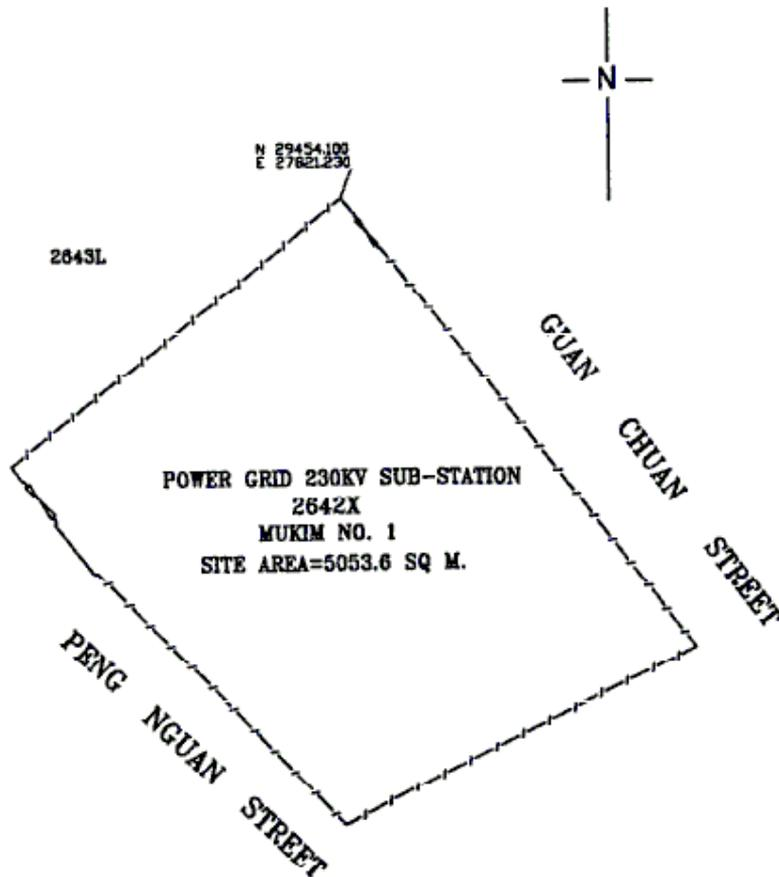 N
N 29454.100
E 27821.230
2643L
GUAN CHUAN STREET
POWER GRID 230KV SUB-STATION
2642X
MUKIM NO. 1
SITE AREA=5053.6 SQ M.
PENG NGUAN STREET